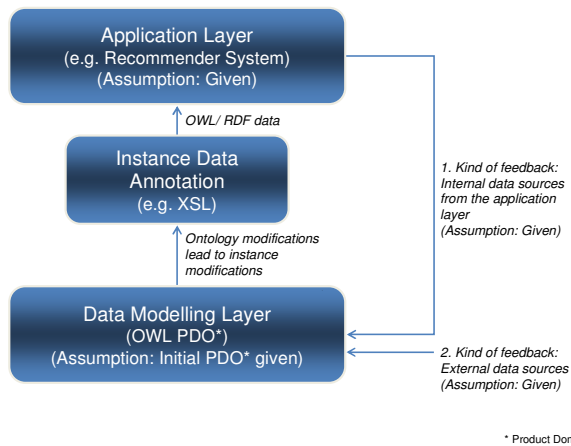 Application Layer
(e.g. Recommender System)
(Assumption: Given)
OWL/ RDF data
Instance Data
Annotation
(e.g. XSL)
1. Kind of feedback:
Internal data sources
from the application
layer
(Assumption: Given)
Ontology modifications
lead to instance
modifications
Data Modelling Layer
(OWL PDO*)
(Assumption: Initial PDO* given)
2. Kind of feedback:
External data sources
(Assumption: Given)
* Product